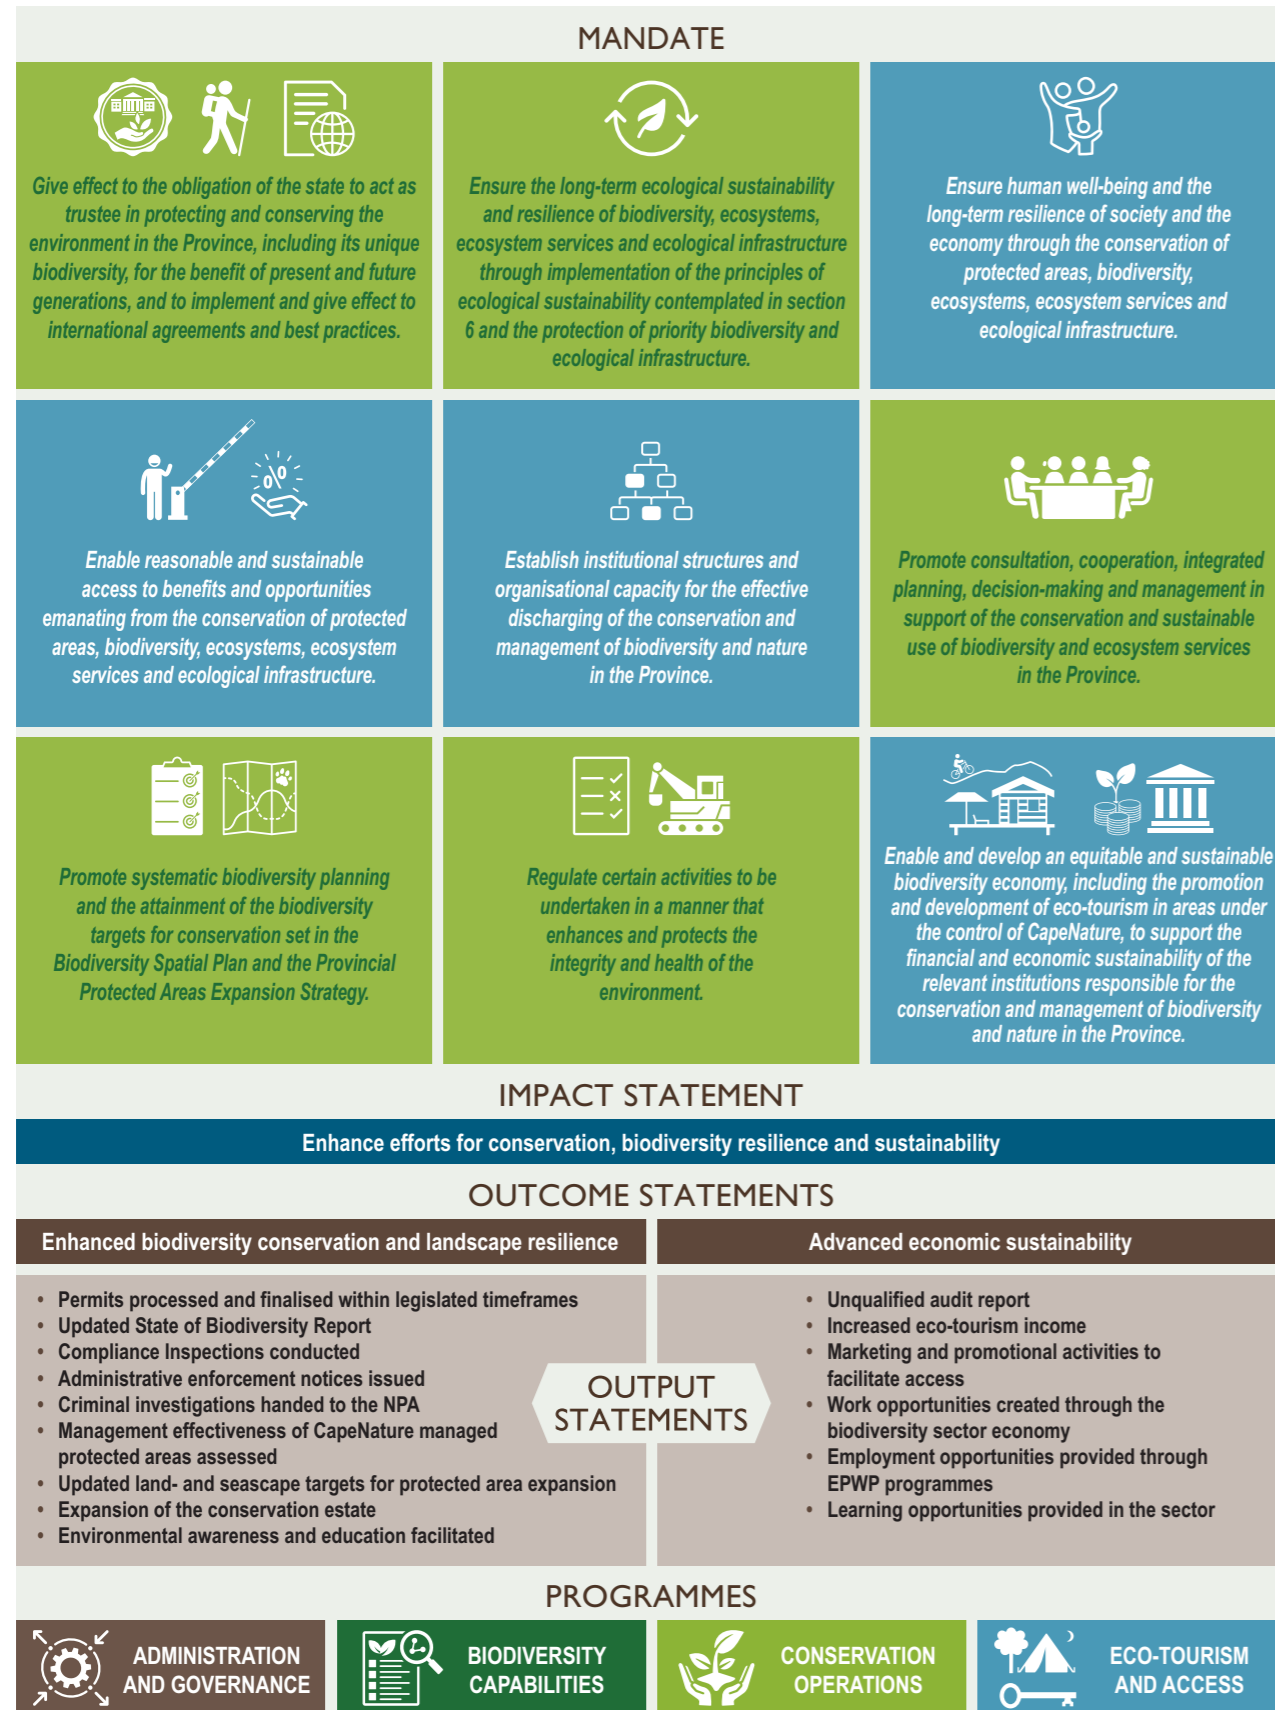 MANDATE
Give effect to the obligation of the state to act as
trustee in protecting and conserving the
environment in the Province, including its unique
biodiversity, for the benefit of present and future
generations, and to implement and give effect to
international agreements and best practices.
Ensure the long-term ecological sustainability
and resilience of biodiversity, ecosystems,
ecosystem services and ecological infrastructure
through implementation of the principles of
ecological sustainability contemplated in section
6 and the protection of priority biodiversity and
ecological infrastructure.
Ensure human well-being and the
long-term resilience of society and the
economy through the conservation of
protected areas, biodiversity,
ecosystems, ecosystem services and
ecological infrastructure.
%
Enable reasonable and sustainable
access to benefits and opportunities
emanating from the conservation of protected
areas, biodiversity, ecosystems, ecosystem
services and ecological infrastructure.
Establish institutional structures and
organisational capacity for the effective
discharging of the conservation and
management of biodiversity and nature
in the Province.
Promote consultation, cooperation, integrated
planning, decision-making and management in
support of the conservation and sustainable
use of biodiversity and ecosystem services
in the Province.
Promote systematic biodiversity planning
and the attainment of the biodiversity
targets for conservation set in the
Biodiversity Spatial Plan and the Provincial
Protected Areas Expansion Strategy.
Regulate certain activities to be
undertaken in a manner that
enhances and protects the
integrity and health of the
environment.
Enable and develop an equitable and sustainable
biodiversity economy, including the promotion
and development of eco-tourism in areas under
the control of CapeNature, to support the
financial and economic sustainability of the
relevant institutions responsible for the
conservation and management of biodiversity
and nature in the Province.
IMPACT STATEMENT
Enhance efforts for conservation, biodiversity resilience and sustainability
OUTCOME STATEMENTS
Enhanced biodiversity conservation and landscape resilience
Advanced economic sustainability
• Permits processed and finalised within legislated timeframes
• Updated State of Biodiversity Report
• Compliance Inspections conducted
• Administrative enforcement notices issued
• Criminal investigations handed to the NPA
• Management effectiveness of CapeNature managed
protected areas assessed
• Updated land- and seascape targets for protected area expansion
• Expansion of the conservation estate
• Environmental awareness and education facilitated
OUTPUT
STATEMENTS
• Unqualified audit report
• Increased eco-tourism income
• Marketing and promotional activities to
facilitate access
• Work opportunities created through the
biodiversity sector economy
• Employment opportunities provided through
EPWP programmes
• Learning opportunities provided in the sector
PROGRAMMES
ADMINISTRATION
AND GOVERNANCE
BIODIVERSITY
CAPABILITIES
CONSERVATION
OPERATIONS
ECO-TOURISM
AND ACCESS